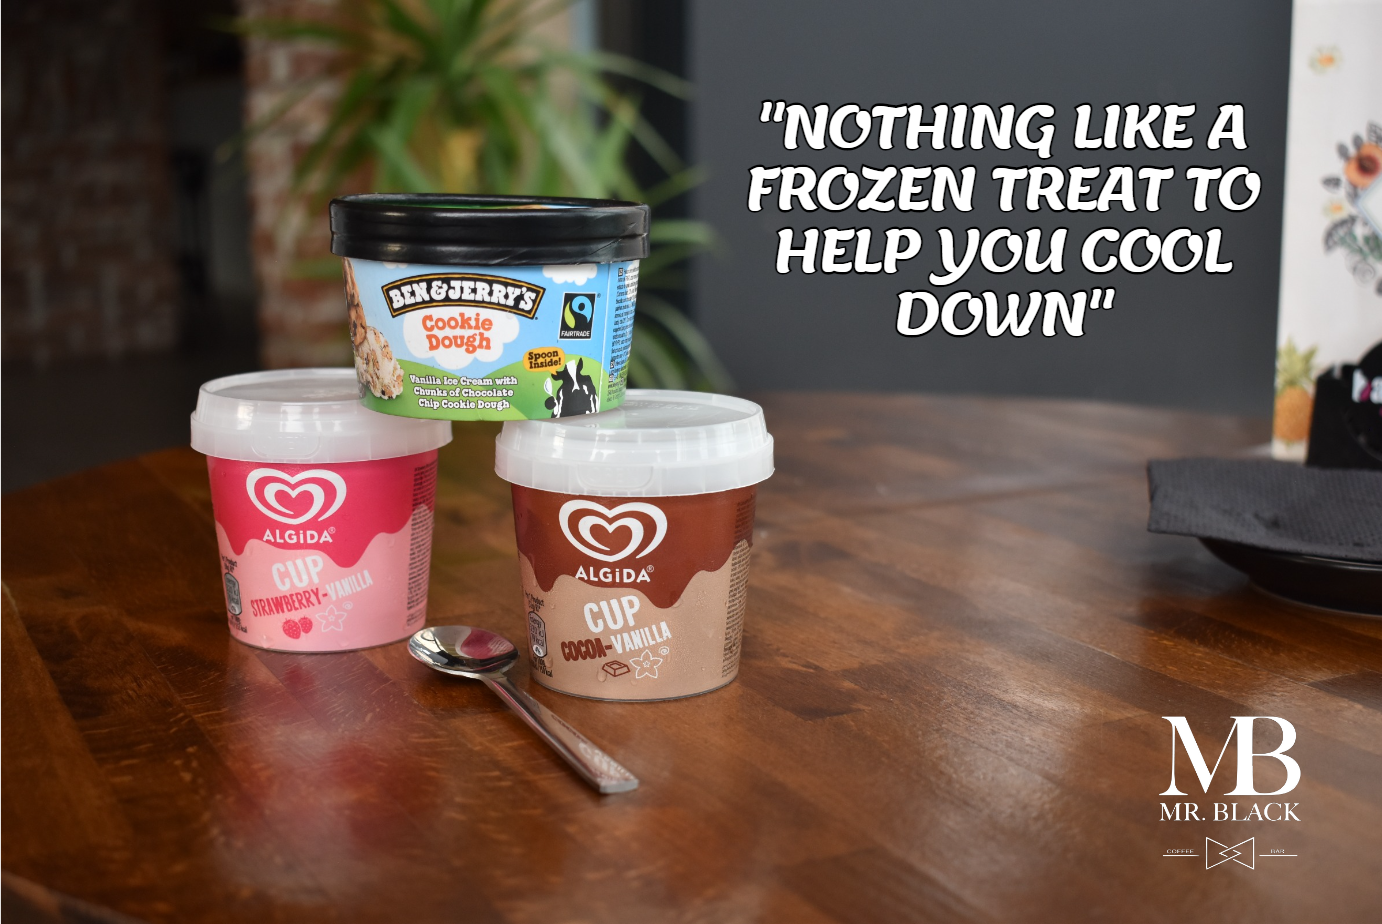 "NOTHING LIKE A
FROZEN TREAT TO
HELP YOU COOL
DOWN"
BEN & JERRY'S
Cookie
Dough
FAIRTRADE
Spoon
Inside!
Vanilla Ice Cream with
Chunks of Chocolate
Chip Cookie Dough
ALGiDA®
CUP
STRAWBERRY-VANILLA
ALGiDA®
CUP
COCOA-VANILLA
MB
MR. BLACK
COFFEE BAR